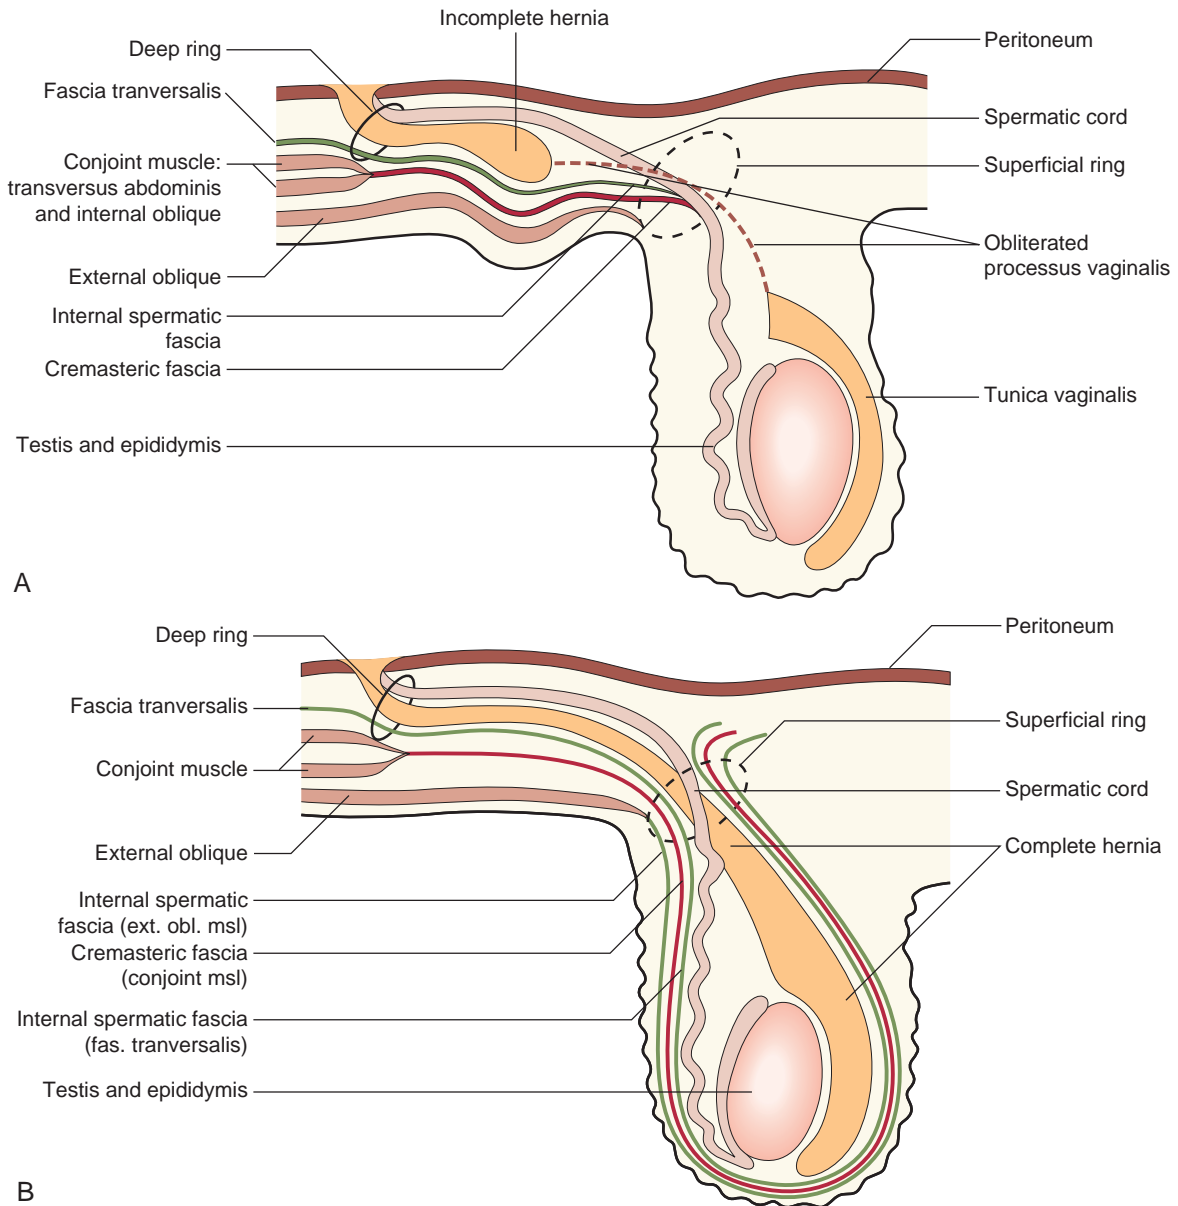 Incomplete hernia
Deep ring
Fascia tranversalis
Conjoint muscle:
transversus abdominis
and internal oblique
External oblique
Internal spermatic
fascia
Cremasteric fascia
Testis and epididymis
Peritoneum
Spermatic cord
Superficial ring
Obliterated
processus vaginalis
Tunica vaginalis
A
Deep ring
Fascia tranversalis
Conjoint muscle
External oblique
Internal spermatic
fascia (ext. obl. msl)
Cremasteric fascia
(conjoint msl)
Internal spermatic fascia
(fas. tranversalis)
Testis and epididymis
Peritoneum
Superficial ring
Spermatic cord
Complete hernia
B